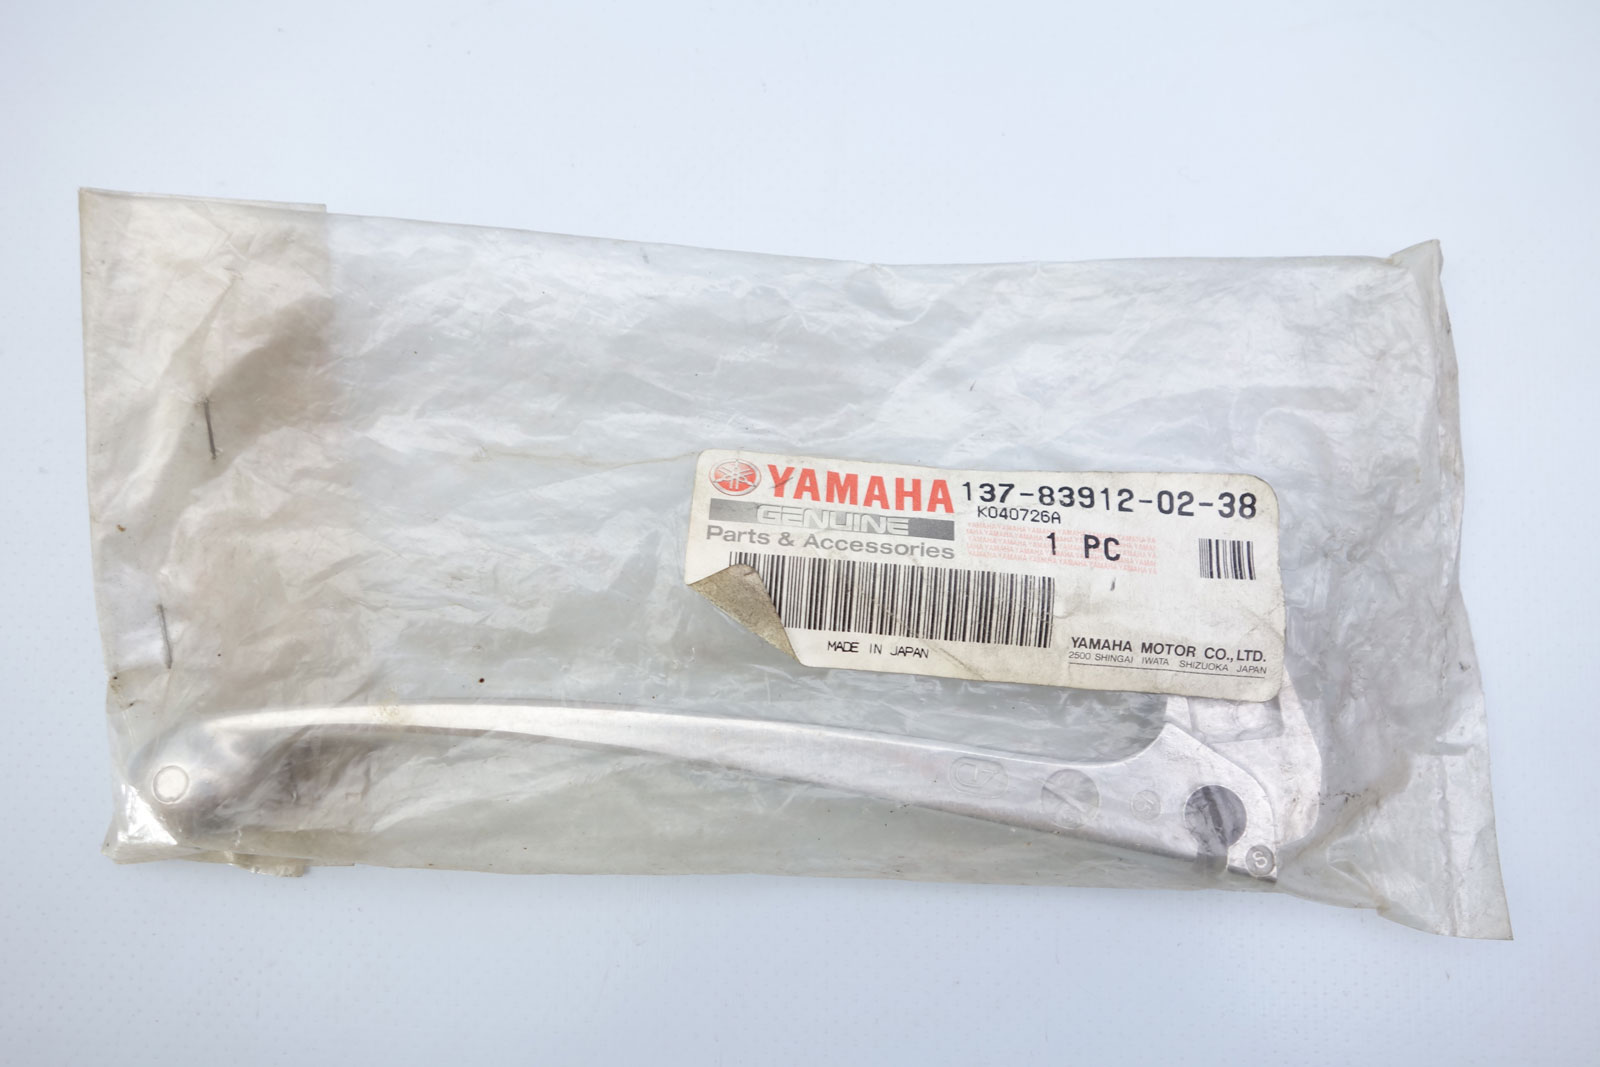 YAMAHA
GENUINE
Parts & Accessories
137-83912-02-38
K040726A
1 PC
MADE IN JAPAN
YAMAHA MOTOR CO.,LTD.
2500 SHINGAI IWATA SHIZUOKA JAPAN